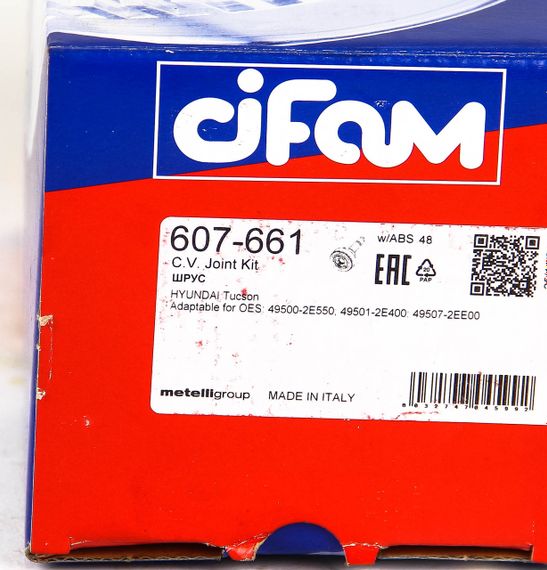 cifam
607-661
w/ABS 48
C.V. Joint Kit
ШРУС
EAC
20
PAP
HYUNDAI Tucson
Adaptable for OES: 49500-2E550, 49501-2E400, 49507-2EE00
metelligroup MADE IN ITALY
8032747045997